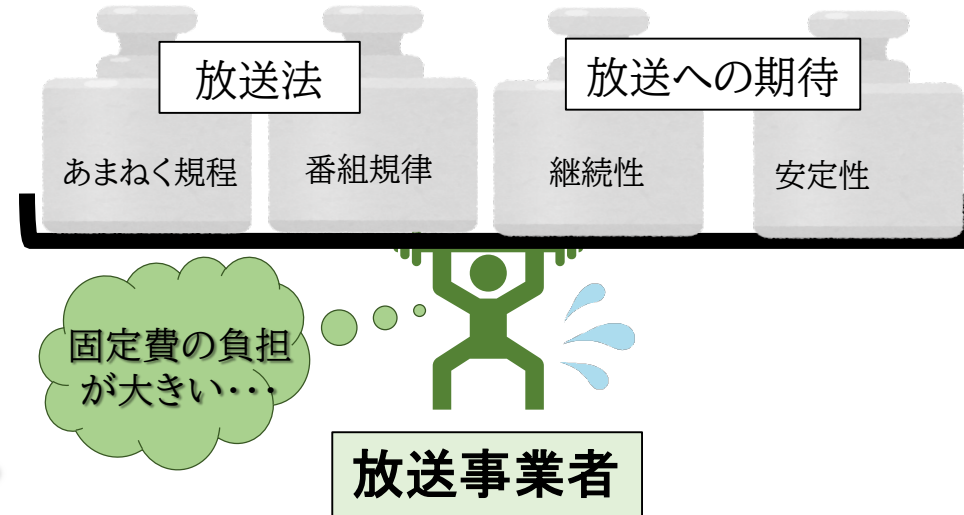 放送法
放送への期待
あまねく規程
番組規律
継続性
安定性
固定費の負担
が大きい・・・
放送事業者